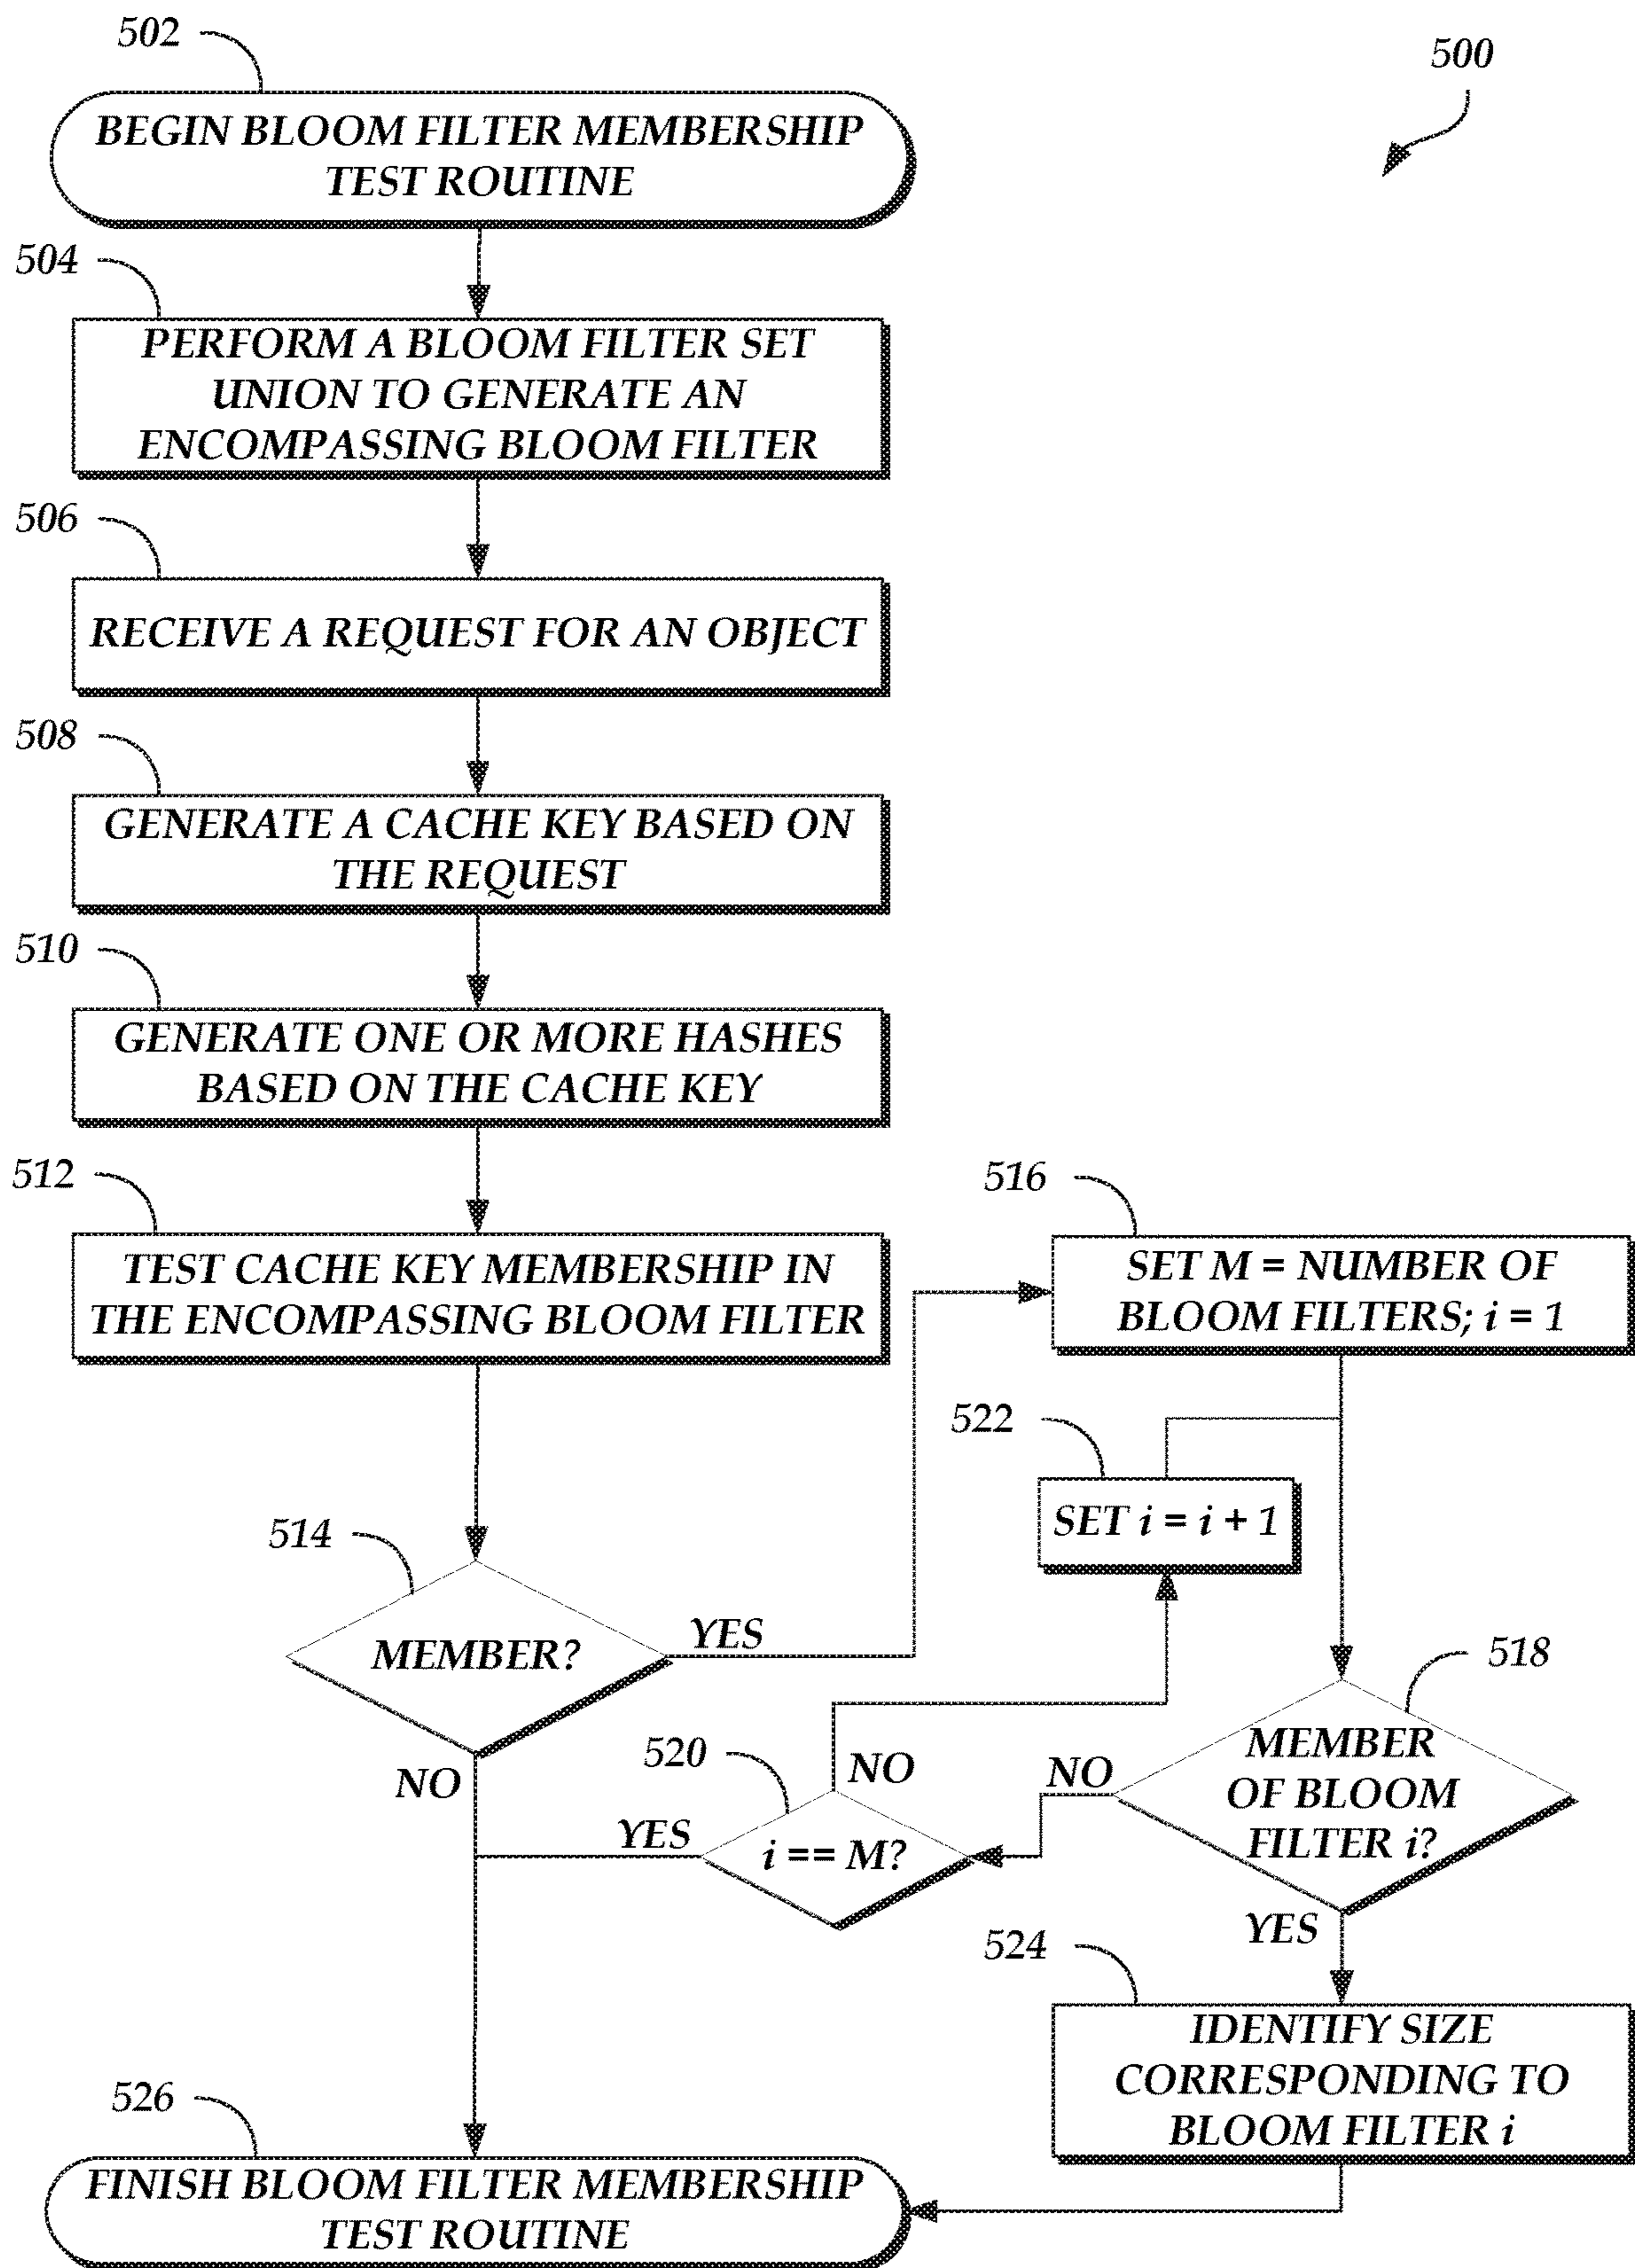 502
500
BEGIN BLOOM FILTER MEMBERSHIP
TEST ROUTINE
504
PERFORM A BLOOM FILTER SET
UNION TO GENERATE AN
ENCOMPASSING BLOOM FILTER
506
RECEIVE A REQUEST FOR AN OBJECT
508
GENERATE A CACHE KEY BASED ON
THE REQUEST
510
GENERATE ONE OR MORE HASHES
BASED ON THE CACHE KEY
512
TEST CACHE KEY MEMBERSHIP IN
THE ENCOMPASSING BLOOM FILTER
514
MEMBER?
YES
NO
516
SET M = NUMBER OF
BLOOM FILTERS; i = 1
522
SET i = i + 1
518
MEMBER
OF BLOOM
FILTER i?
NO
YES
520
i == M?
NO
YES
524
IDENTIFY SIZE
CORRESPONDING TO
BLOOM FILTER i
526
FINISH BLOOM FILTER MEMBERSHIP
TEST ROUTINE